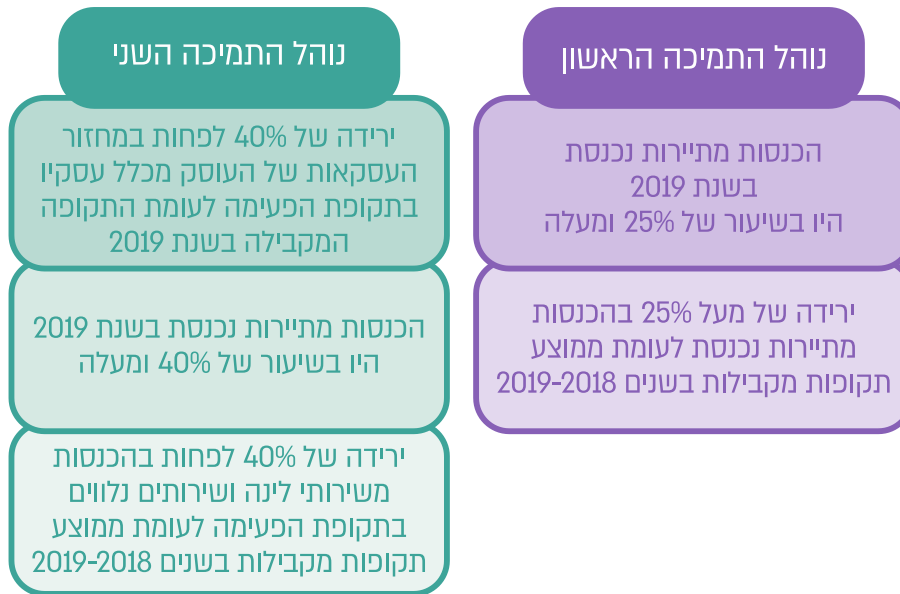 נוהל התמיכה הראשון
הכנסות מתיירות נכנסת
בשנת 2019
היו בשיעור של 25% ומעלה
ירידה של מעל 25% בהכנסות
מתיירות נכנסת לעומת ממוצע
תקופות מקבילות בשנים 2019-2018
נוהל התמיכה השני
ירידה של 40% לפחות במחזור
העסקאות של העוסק מכלל עסקיו
בתקופת הפעימה לעומת התקופה
המקבילה בשנת 2019
הכנסות מתיירות נכנסת בשנת 2019
היו בשיעור של 40% ומעלה
ירידה של 40% לפחות בהכנסות
משירותי לינה ושירותים נלווים
בתקופת הפעימה לעומת ממוצע
תקופות מקבילות בשנים 2019-2018